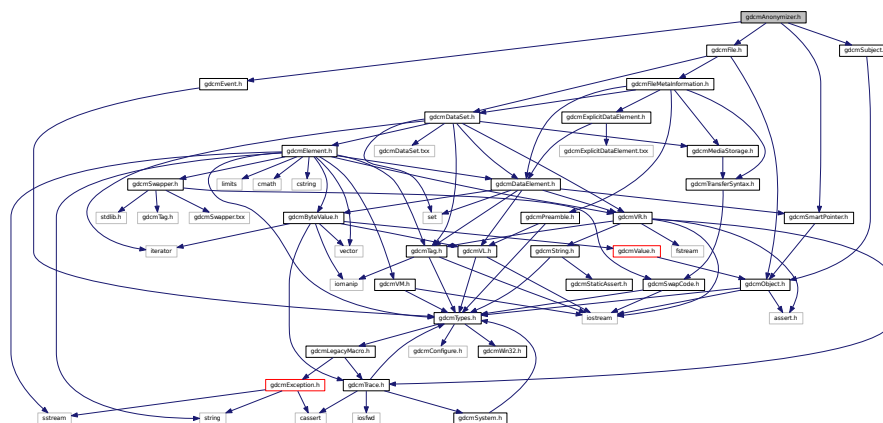 gdcmAnonymizer.h
gdcmFile.h
gdcmSubject.
gdcmEvent.h
gdcmFileMetaInformation.h
gdcmDataSet.h
gdcmExplicitDataElement.h
gdcmElement.h
gdcmDataSet.txx
gdcmExplicitDataElement.txx
gdcmMediaStorage.h
gdcmSwapper.h
limits
cmath
cstring
gdcmDataElement.h
gdcmTransferSyntax.h
stdlib.h
gdcmTag.h
gdcmSwapper.txx
gdcmByteValue.h
set
gdcmPreamble.h
gdcmVR.h
gdcmSmartPointer.h
iterator
vector
gdcmTag.h
gdcmVL.h
gdcmString.h
gdcmValue.h
fstream
iomanip
gdcmVM.h
gdcmStaticAssert.h
gdcmSwapCode.h
gdcmObject.h
gdcmTypes.h
iostream
assert.h
gdcmLegacyMacro.h
gdcmConfigure.h
gdcmWin32.h
gdcmException.h
gdcmTrace.h
sstream
string
cassert
iosfwd
gdcmSystem.h